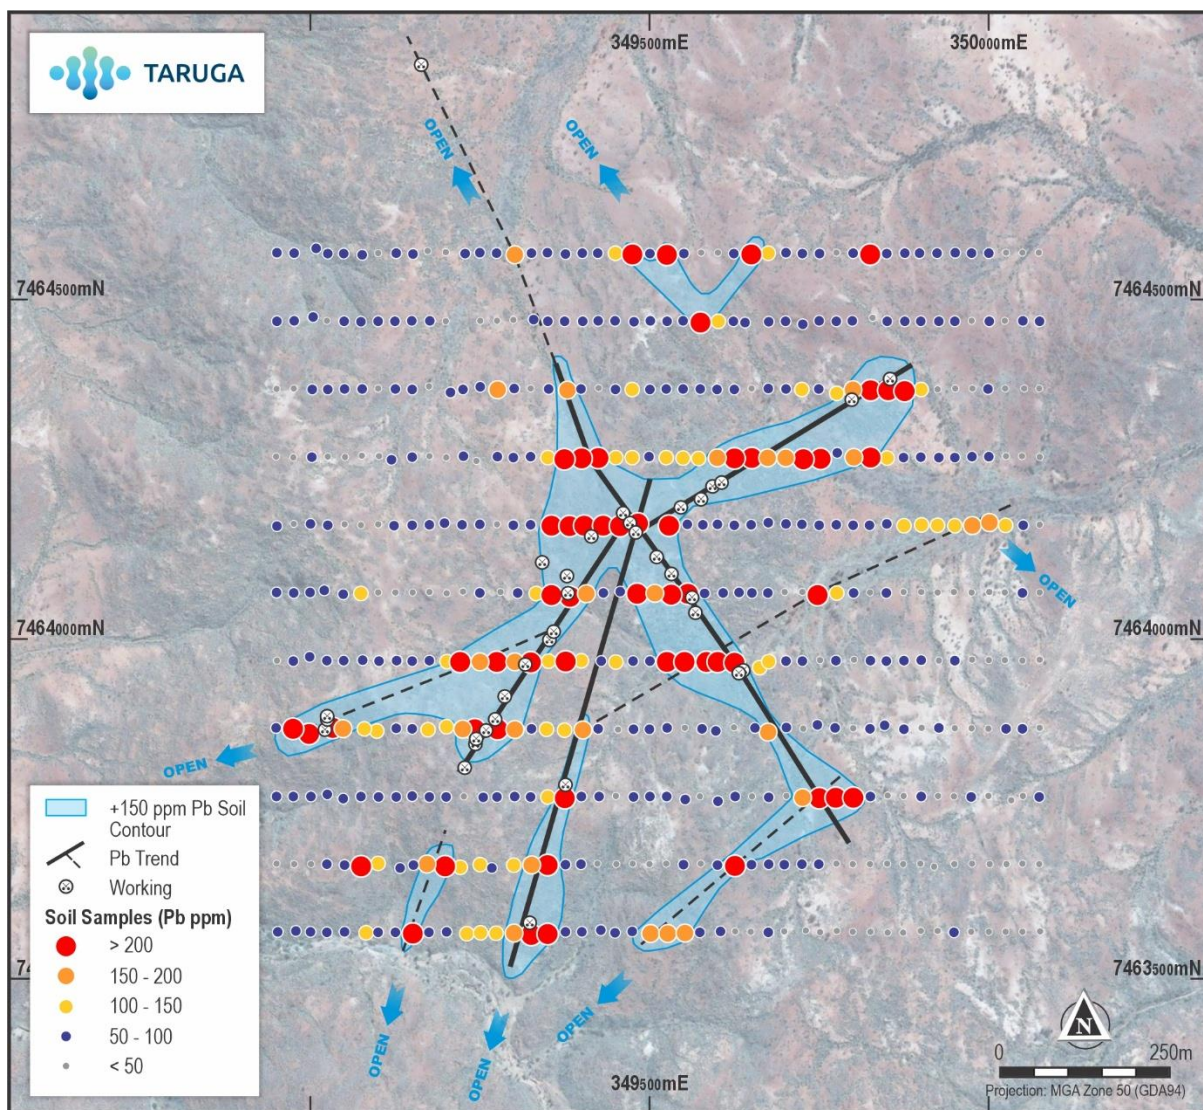 TARUGA
349500mE
350000mE
OPEN
OPEN
7464500mN
7464500mN
OPEN
7464000mN
7464000mN
OPEN
+150 ppm Pb Soil
Contour
Pb Trend
Working
Soil Samples (Pb ppm)
> 200
150 - 200
100 - 150
50 - 100
< 50
74
7463500mN
OPEN
OPEN
OPEN
N
0
250m
349500mE
Projection: MGA Zone 50 (GDA94)